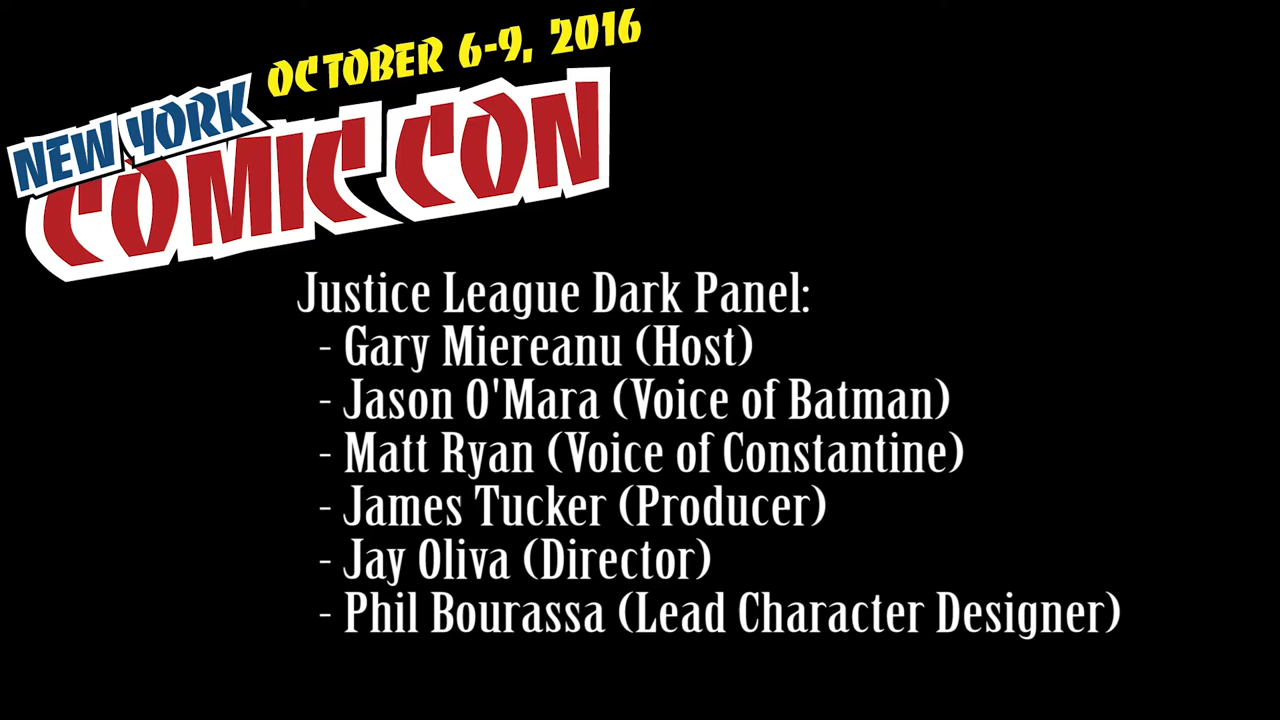 OCTOBER 6-9, 2016
NEW YORK
COMIC CON
Justice League Dark Panel:
- Gary Miereanu (Host)
- Jason O'Mara (Voice of Batman)
- Matt Ryan (Voice of Constantine)
- James Tucker (Producer)
- Jay Oliva (Director)
- Phil Bourassa (Lead Character Designer)